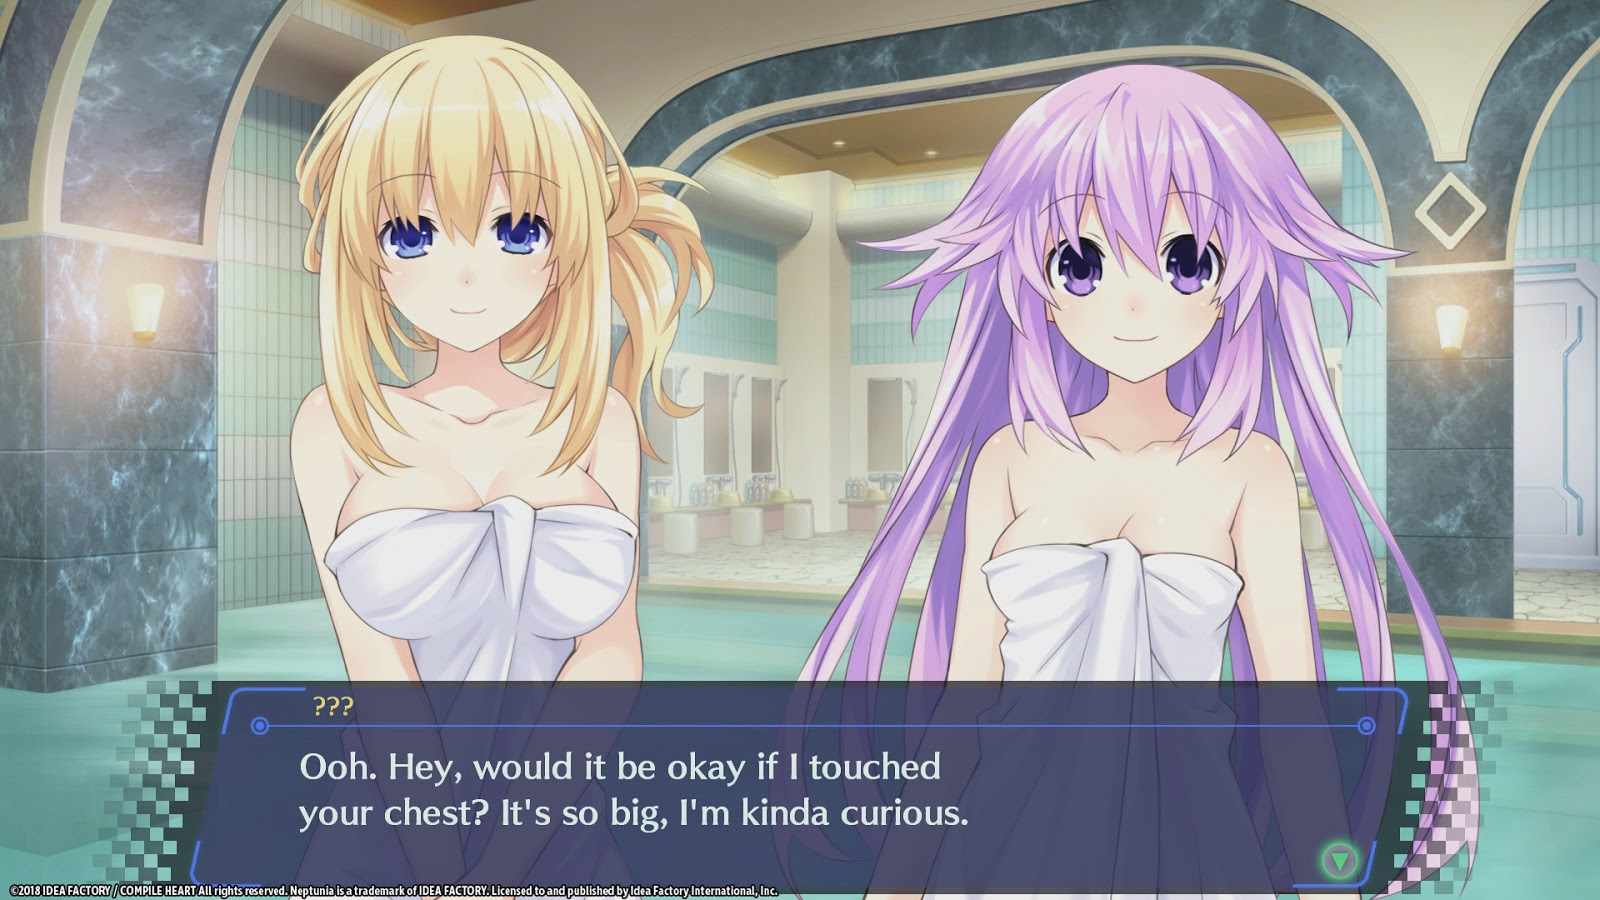 ???
Ooh. Hey, would it be okay if I touched
your chest? It's so big, I'm kinda curious.
©2018 IDEA FACTORY / COMPILE HEART All rights reserved. Neptunia is a trademark of IDEA FACTORY. Licensed to and published by Idea Factory International, Inc.